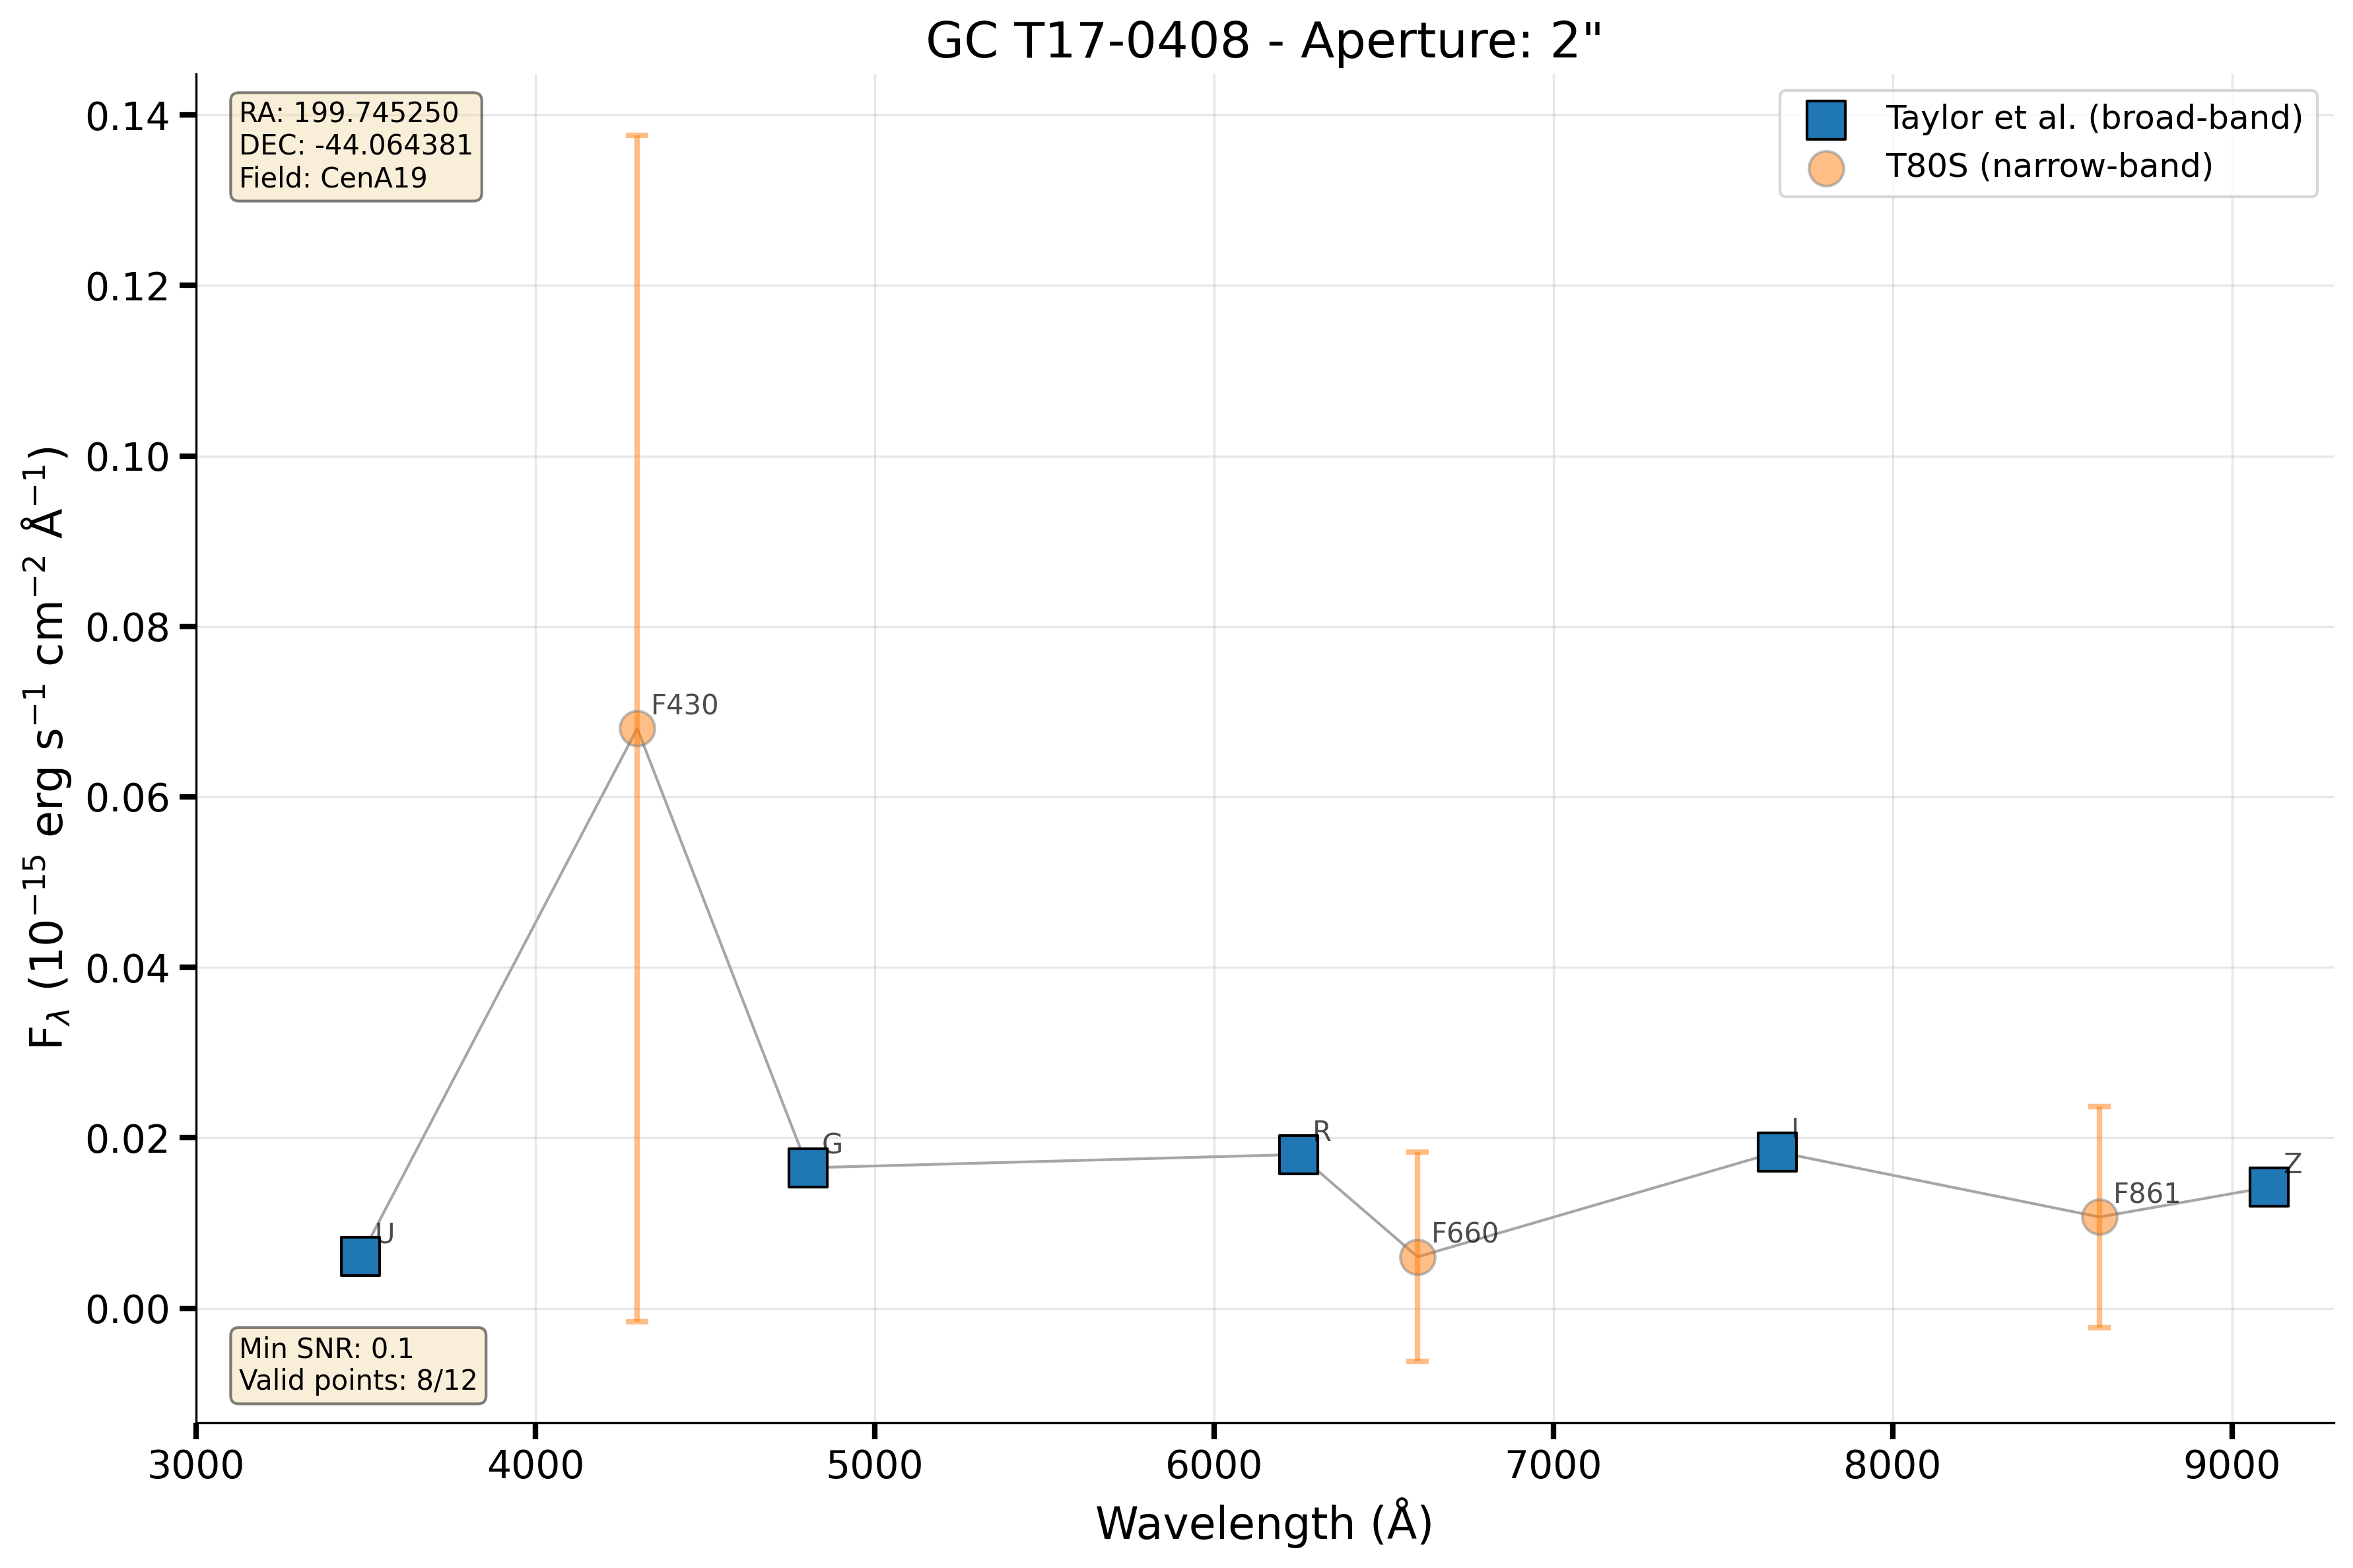 GC T17-0408 - Aperture: 2"
RA: 199.745250
DEC: -44.064381
Field: CenA19
Taylor et al. (broad-band)
T80S (narrow-band)
0.14
0.12
0.10
0.08
0.06
0.04
0.02
0.00
F_λ (10⁻¹⁵ erg s⁻¹ cm⁻² Å⁻¹)
F430
U
G
R
F660
I
F861
Z
Min SNR: 0.1
Valid points: 8/12
3000 4000 5000 6000 7000 8000 9000
Wavelength (Å)